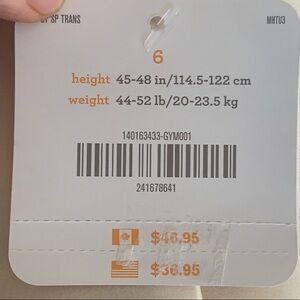 SP TRANS
MHTU3
6
height 45-48 in/114.5-122 cm
weight 44-52 lb/20-23.5 kg
140163433-GYM001
241678641
$46.95
$36.95